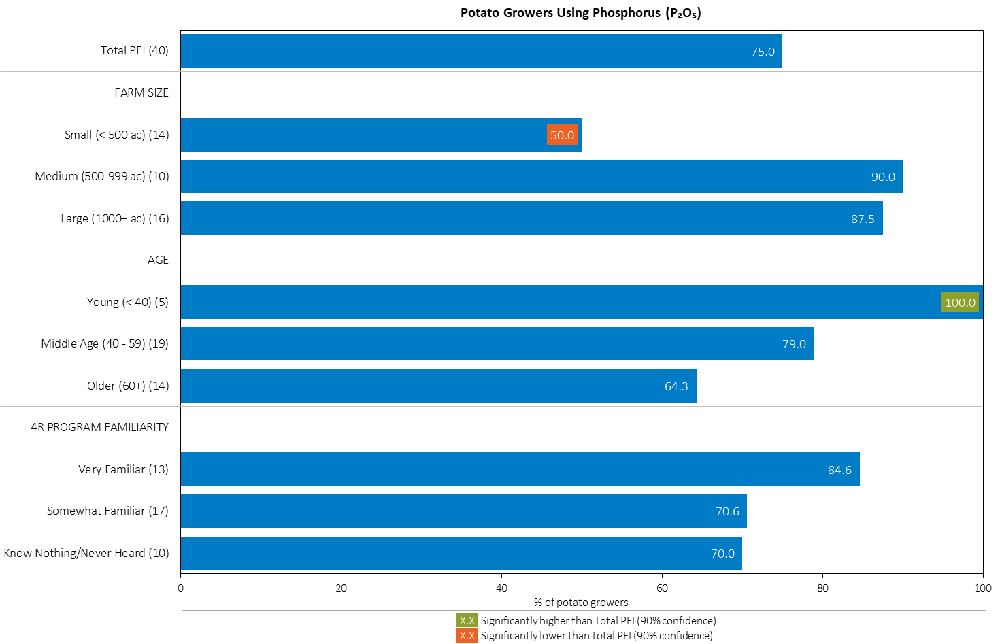 Potato Growers Using Phosphorus (P₂O₅)
Total PEI (40) 75.0
FARM SIZE
Small (< 500 ac) (14) 50.0
Medium (500-999 ac) (10) 90.0
Large (1000+ ac) (16) 87.5
AGE
Young (< 40) (5) 100.0
Middle Age (40 - 59) (19) 79.0
Older (60+) (14) 64.3
4R PROGRAM FAMILIARITY
Very Familiar (13) 84.6
Somewhat Familiar (17) 70.6
Know Nothing/Never Heard (10) 70.0
0 20 40 60 80 100
% of potato growers
X.X Significantly higher than Total PEI (90% confidence)
X.X Significantly lower than Total PEI (90% confidence)